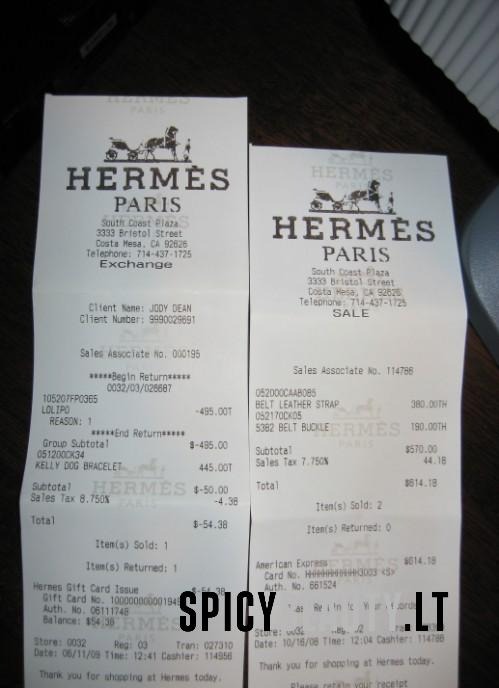 HERMÈS
PARIS
South Coast Plaza
3333 Bristol Street
Costa Mesa, CA 92626
Telephone: 714-437-1725
Exchange
Client Name: JODY DEAN
Client Number: 9990029691
Sales Associate No. 000195
*****Begin Return*****
0032/03/026687
105207FP0365
LOLIPO -495.00T
REASON: 1
*****End Return*****
Group Subtotal $-495.00
051200CK34
KELLY DOG BRACELET 445.00T
Subtotal $-50.00
Sales Tax 8.750% -4.38
Total $-54.38
Item(s) Sold: 1
Item(s) Returned: 1
Hermes Gift Card Issue $-54.38
Gift Card No.
Auth. No. 06111746
Balance: $54.38
Store: 0032 Reg: 03 Tran: 027310
Date: 06/11/09 Time: 12:41 Cashier: 114956
Thank you for shopping at Hermes today.
HERMÈS
PARIS
South Coast Plaza
3333 Bristol Street
Costa Mesa, CA 92626
Telephone: 714-437-1725
SALE
Sales Associate No. 114786
052000CAAB085
BELT LEATHER STRAP 380.00TH
052170CK05
5382 BELT BUCKLE 190.00TH
Subtotal $570.00
Sales Tax 7.750% 44.18
Total $614.18
Item(s) Sold: 2
Item(s) Returned: 0
American Express $614.18
Card No. 3003 <S>
Auth. No. 661524
Store: 0032
Date: 10/16/08 Time: 12:04 Cashier: 114786
Thank you for shopping at Hermes today.
Please retain your receipt
SPICY BEAUTY.LT